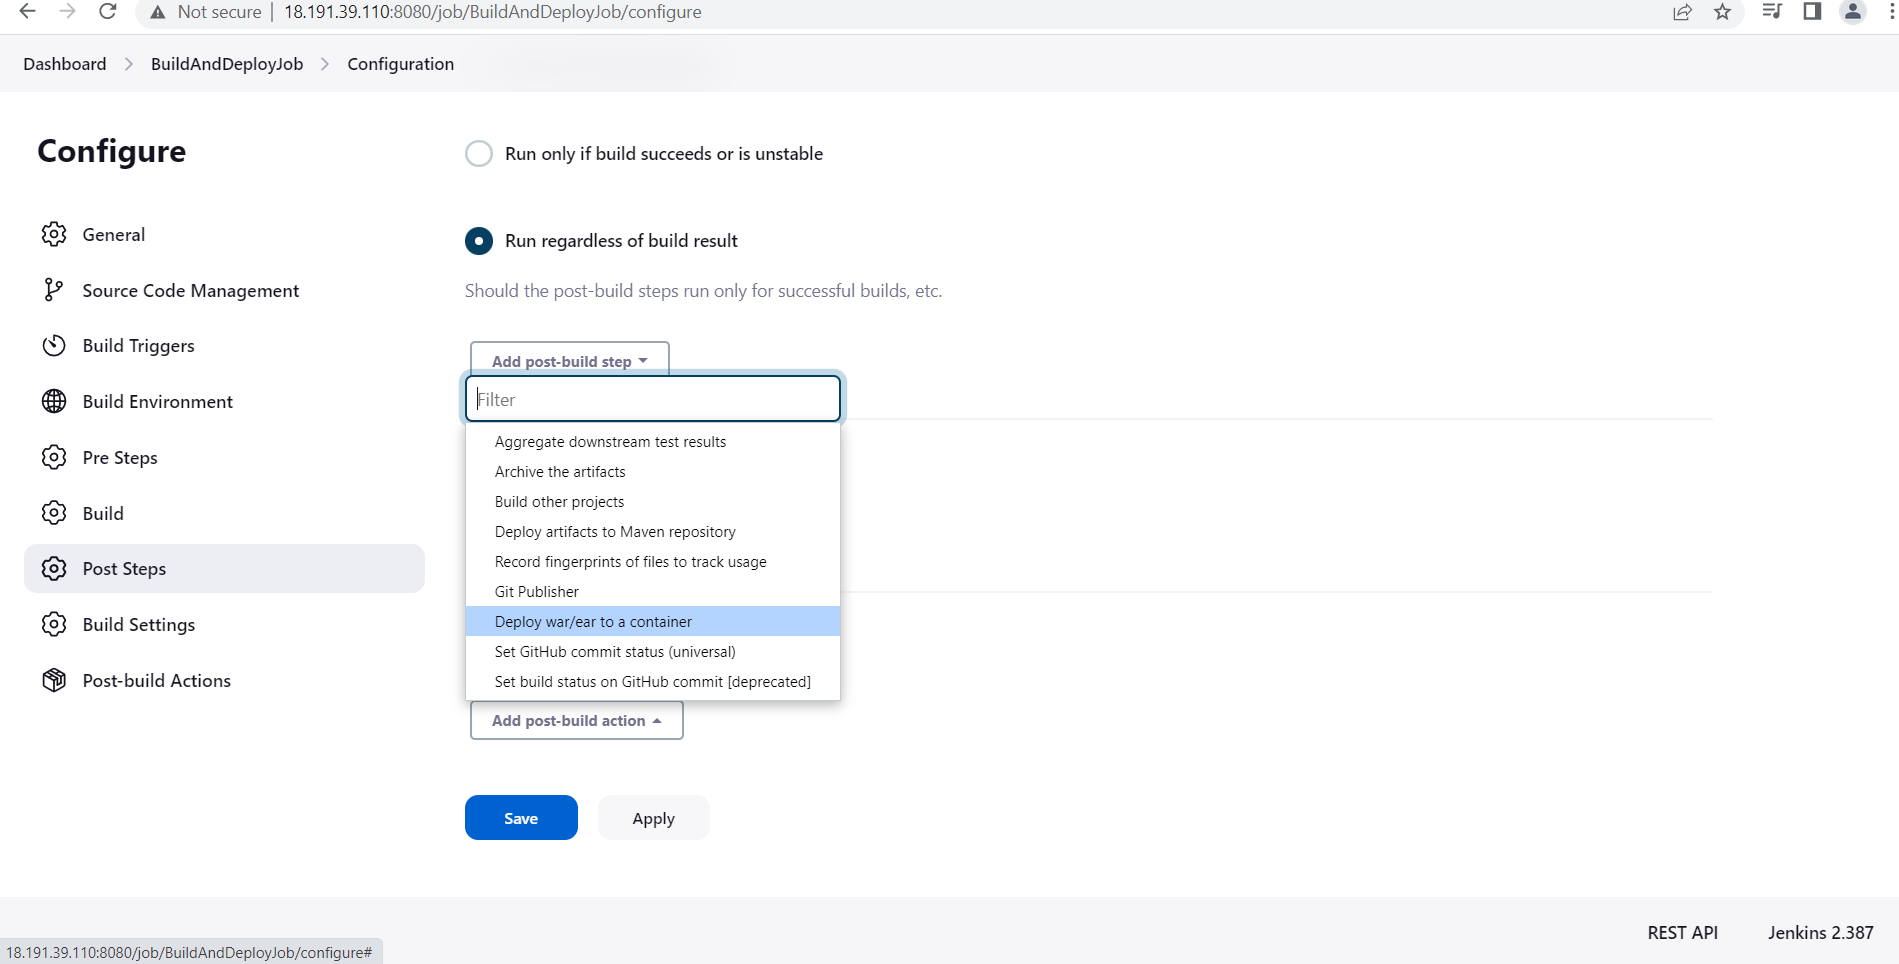 Not secure | 18.191.39.110:8080/job/BuildAndDeployJob/configure
Dashboard > BuildAndDeployJob > Configuration
Configure
General
Source Code Management
Build Triggers
Build Environment
Pre Steps
Build
Post Steps
Build Settings
Post-build Actions
Run only if build succeeds or is unstable
Run regardless of build result
Should the post-build steps run only for successful builds, etc.
Add post-build step
Filter
Aggregate downstream test results
Archive the artifacts
Build other projects
Deploy artifacts to Maven repository
Record fingerprints of files to track usage
Git Publisher
Deploy war/ear to a container
Set GitHub commit status (universal)
Set build status on GitHub commit [deprecated]
Add post-build action
Save
Apply
REST API
Jenkins 2.387
18.191.39.110:8080/job/BuildAndDeployJob/configure#